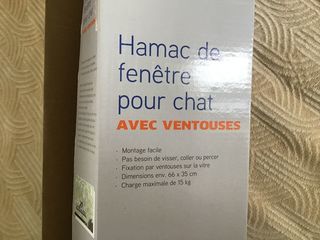 Hamac de
fenêtre
pour chat
AVEC VENTOUSES
- Montage facile
- Pas besoin de visser, coller ou percer
- Fixation par ventouses sur la vitre
- Dimensions env. 66 x 35 cm
- Charge maximale de 15 kg